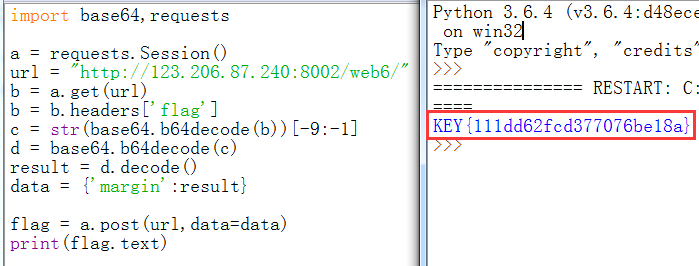 import base64,requests
a = requests.Session()
url = "http://123.206.87.240:8002/web6/"
b = a.get(url)
b = b.headers['flag']
c = str(base64.b64decode(b))[-9:-1]
d = base64.b64decode(c)
result = d.decode()
data = {'margin':result}
flag = a.post(url,data=data)
print(flag.text)
Python 3.6.4 (v3.6.4:d48ece
on win32
Type "copyright", "credits"
>>>
=============== RESTART: C:
====
KEY{111dd62fcd377076be18a}
>>>